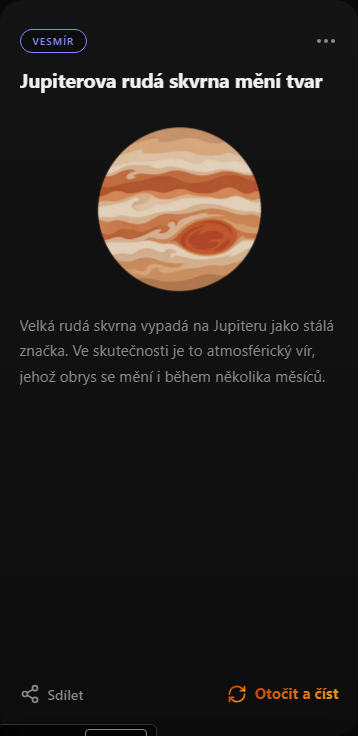 VESMÍR
Jupiterova rudá skvrna mění tvar
Velká rudá skvrna vypadá na Jupiteru jako stálá
značka. Ve skutečnosti je to atmosférický vír,
jehož obrys se mění i během několika měsíců.
Sdílet
Otočit a číst